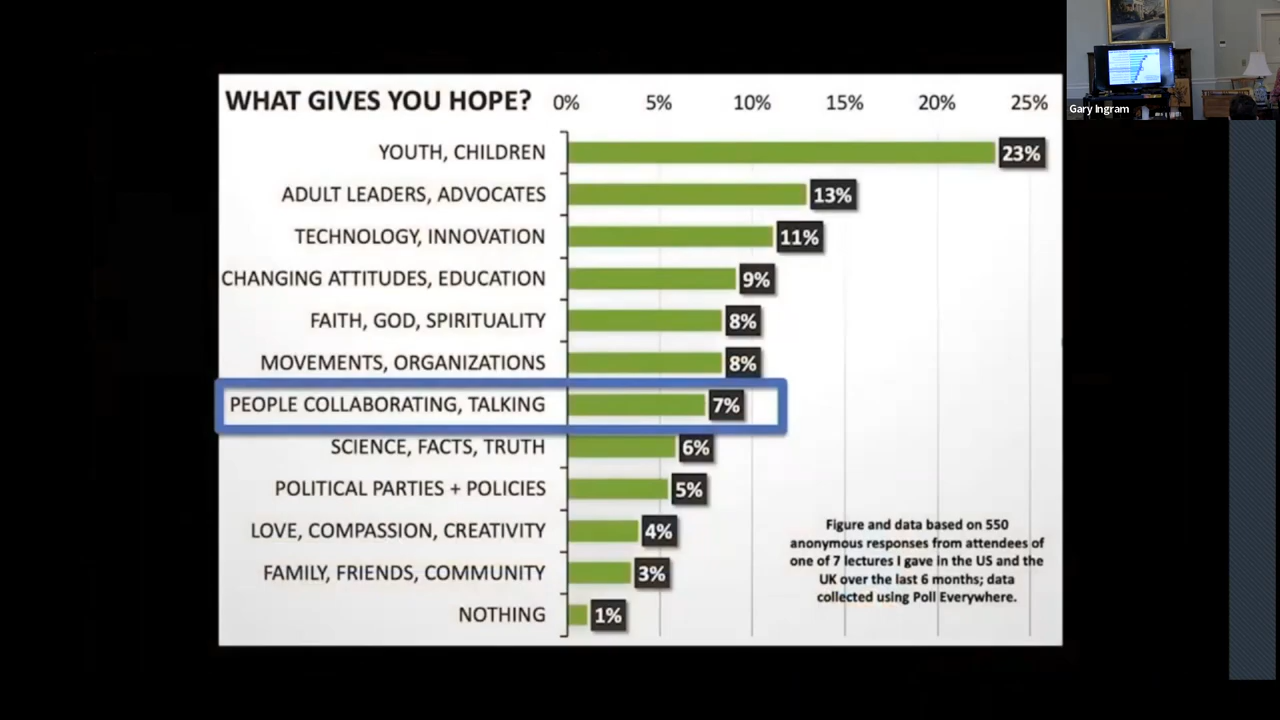 WHAT GIVES YOU HOPE?
0% 5% 10% 15% 20% 25%
YOUTH, CHILDREN 23%
ADULT LEADERS, ADVOCATES 13%
TECHNOLOGY, INNOVATION 11%
CHANGING ATTITUDES, EDUCATION 9%
FAITH, GOD, SPIRITUALITY 8%
MOVEMENTS, ORGANIZATIONS 8%
PEOPLE COLLABORATING, TALKING 7%
SCIENCE, FACTS, TRUTH 6%
POLITICAL PARTIES + POLICIES 5%
LOVE, COMPASSION, CREATIVITY 4%
FAMILY, FRIENDS, COMMUNITY 3%
NOTHING 1%
Figure and data based on 550
anonymous responses from attendees of
one of 7 lectures I gave in the US and the
UK over the last 6 months; data
collected using Poll Everywhere.
Gary Ingram